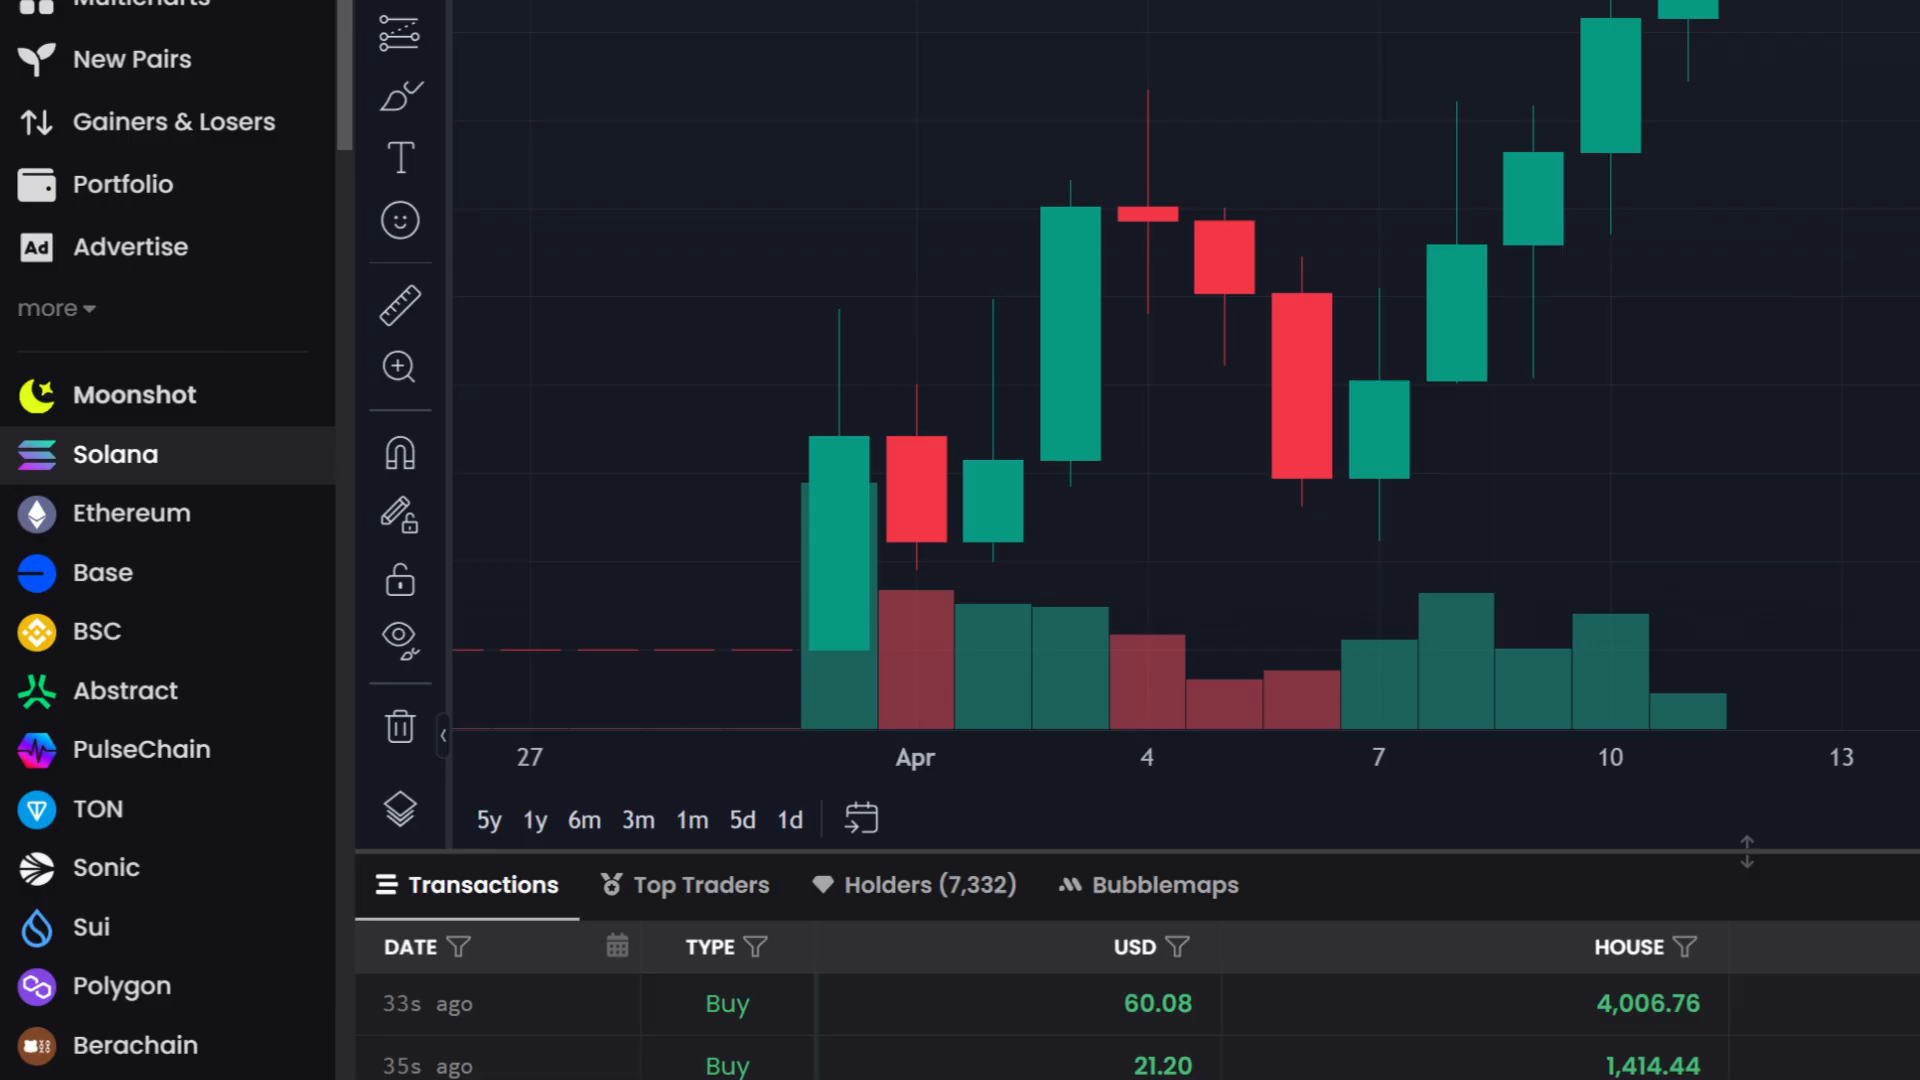 Multicharts
New Pairs
Gainers & Losers
Portfolio
Ad Advertise
more
Moonshot
Solana
Ethereum
Base
BSC
Abstract
PulseChain
TON
Sonic
Sui
Polygon
Berachain
27 Apr 4 7 10 13
5y 1y 6m 3m 1m 5d 1d
Transactions Top Traders Holders (7,332) Bubblemaps
DATE TYPE USD HOUSE
33s ago Buy 60.08 4,006.76
35s ago Buy 21.20 1,414.44